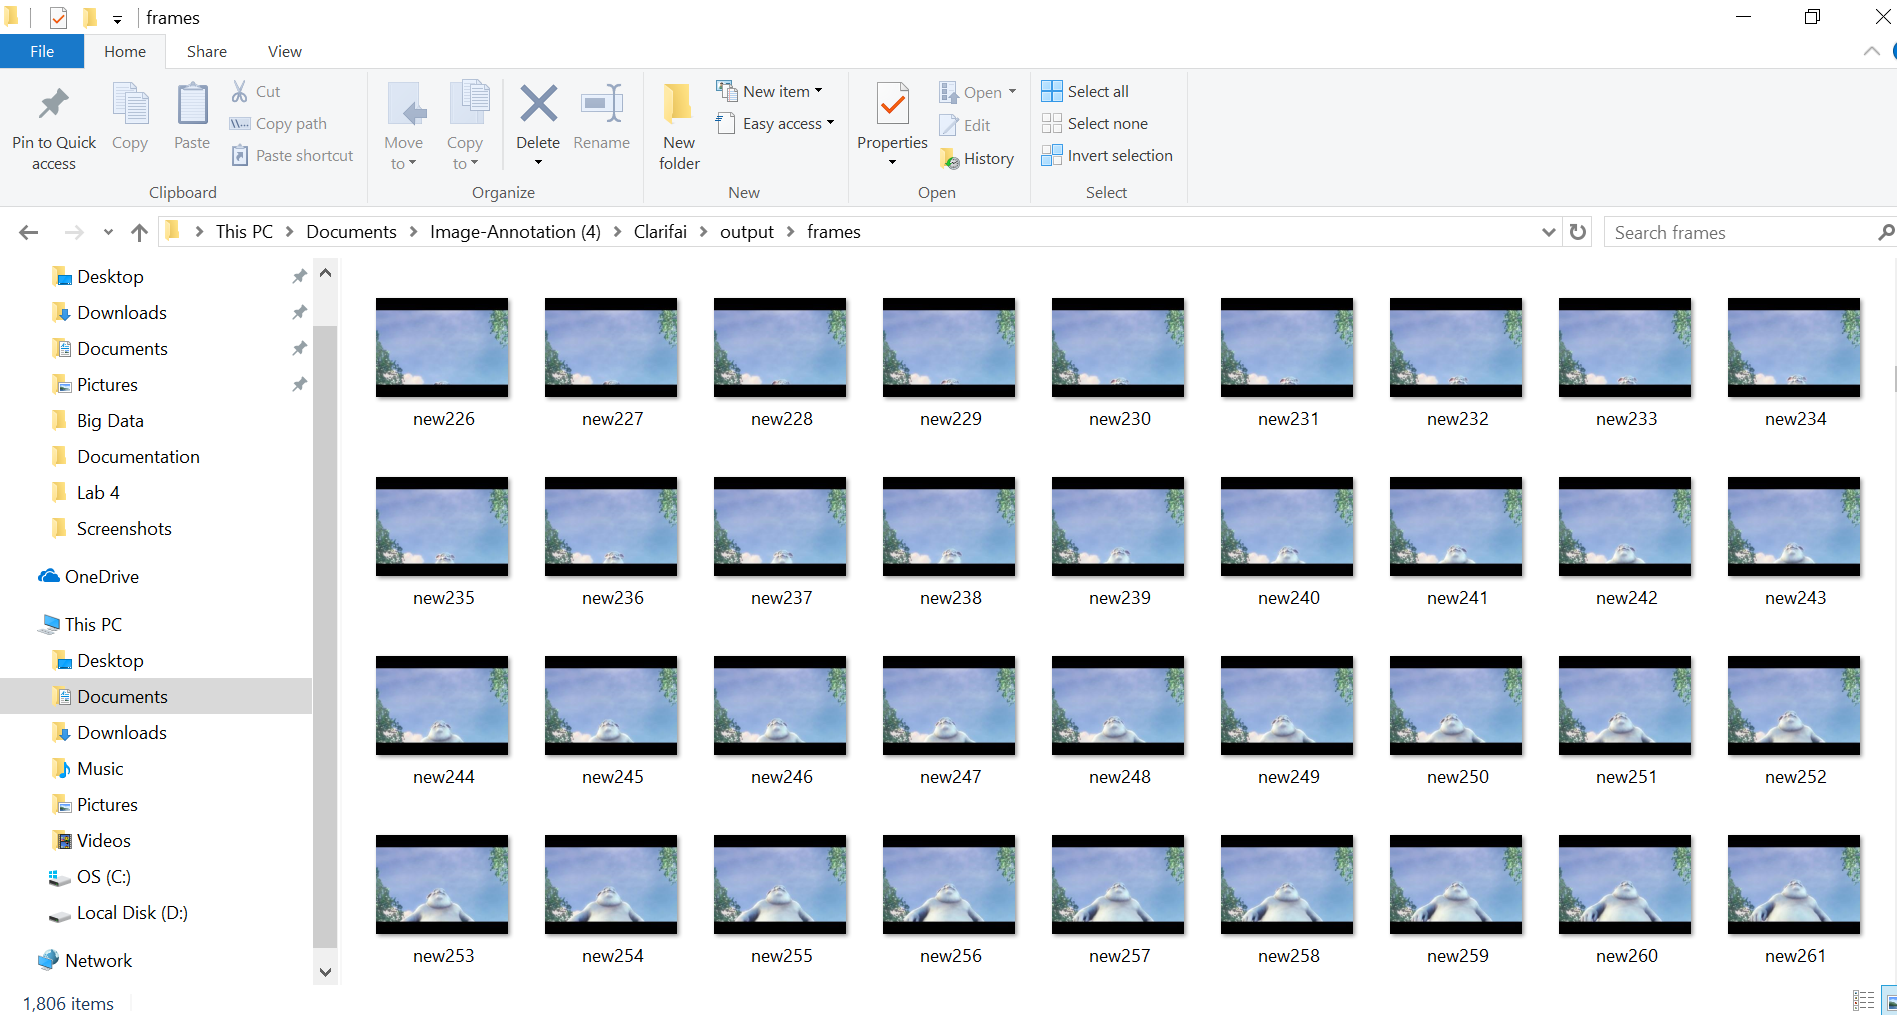 frames
File Home Share View
Pin to Quick access
Copy
Paste
Cut
Copy path
Paste shortcut
Clipboard
Move to
Copy to
Delete
Rename
Organize
New folder
New item
Easy access
New
Properties
Open
Edit
History
Open
Select all
Select none
Invert selection
Select
This PC Documents Image-Annotation (4) Clarifai output frames
Search frames
Desktop
Downloads
Documents
Pictures
Big Data
Documentation
Lab 4
Screenshots
OneDrive
This PC
Desktop
Documents
Downloads
Music
Pictures
Videos
OS (C:)
Local Disk (D:)
Network
new226 new227 new228 new229 new230 new231 new232 new233 new234
new235 new236 new237 new238 new239 new240 new241 new242 new243
new244 new245 new246 new247 new248 new249 new250 new251 new252
new253 new254 new255 new256 new257 new258 new259 new260 new261
1,806 items